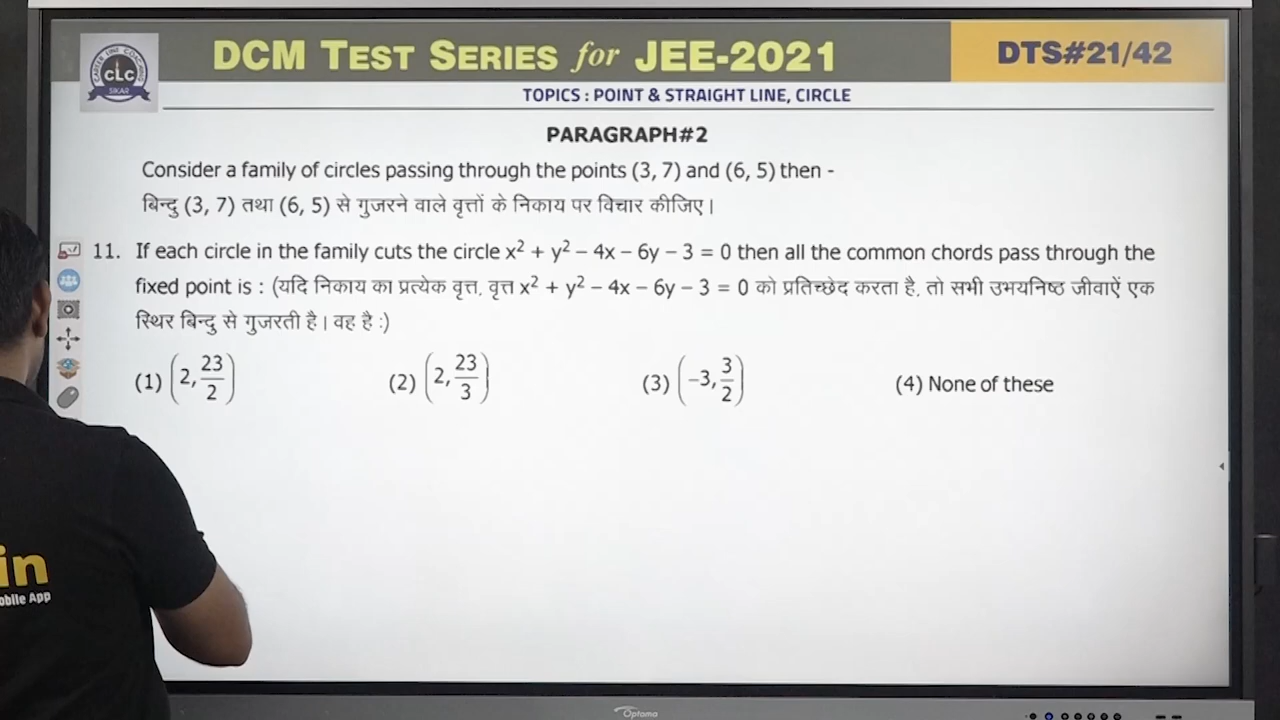 DCM TEST SERIES for JEE-2021
DTS#21/42
CAREER LINE COACHING
CLC
SIKAR
TOPICS : POINT & STRAIGHT LINE, CIRCLE
PARAGRAPH#2
Consider a family of circles passing through the points (3, 7) and (6, 5) then -
बिन्दु (3, 7) तथा (6, 5) से गुजरने वाले वृत्तों के निकाय पर विचार कीजिए।
11. If each circle in the family cuts the circle x² + y² – 4x – 6y – 3 = 0 then all the common chords pass through the
fixed point is : (यदि निकाय का प्रत्येक वृत्त, वृत्त x² + y² – 4x – 6y – 3 = 0 को प्रतिच्छेद करता है, तो सभी उभयनिष्ठ जीवाऐं एक
स्थिर बिन्दु से गुजरती है। वह है :)
(1) (2, 23/2) (2) (2, 23/3) (3) (–3, 3/2) (4) None of these
in
obile App
Optoma